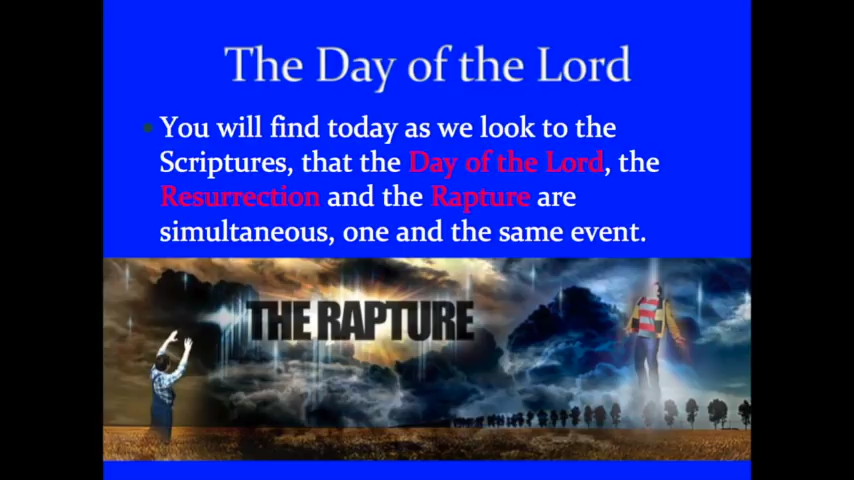 The Day of the Lord
• You will find today as we look to the
Scriptures, that the Day of the Lord, the
Resurrection and the Rapture are
simultaneous, one and the same event.
THE RAPTURE